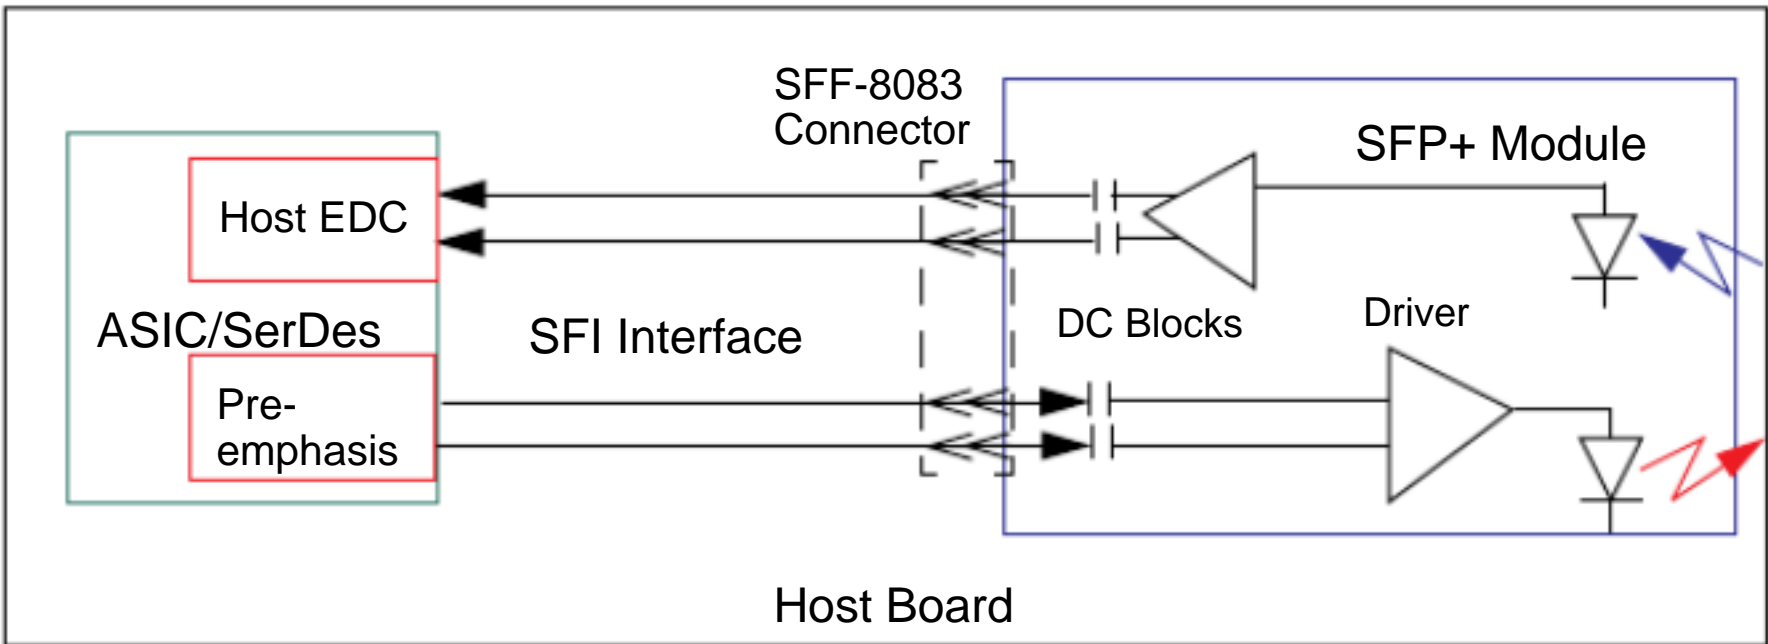 SFF-8083
Connector
SFP+ Module
Host EDC
ASIC/SerDes
SFI Interface
DC Blocks
Driver
Pre-
emphasis
Host Board